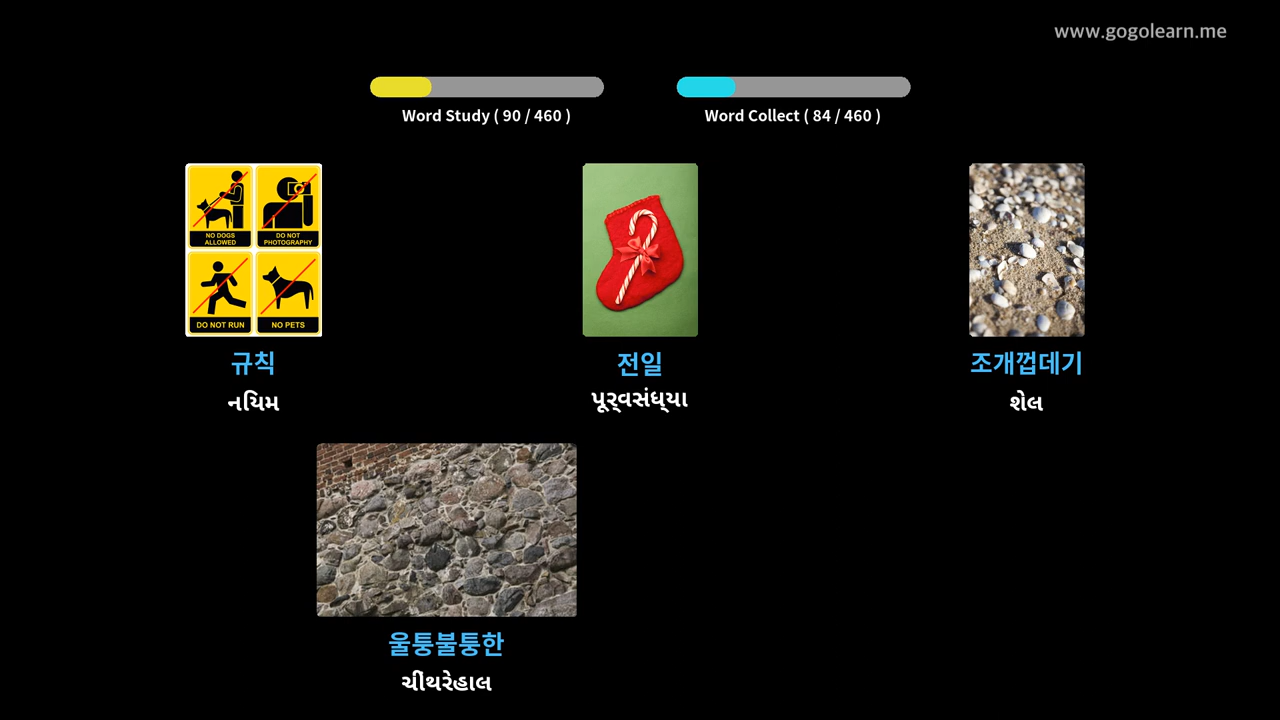 www.gogolearn.me
Word Study ( 90 / 460 )
Word Collect ( 84 / 460 )
NO DOGS
ALLOWED
DO NOT
PHOTOGRAPHY
DO NOT RUN
NO PETS
규칙
전일
조개껍데기
નિયમ
પૂર્વસંધ્યા
શેલ
울퉁불퉁한
ચીંથરેહાલ